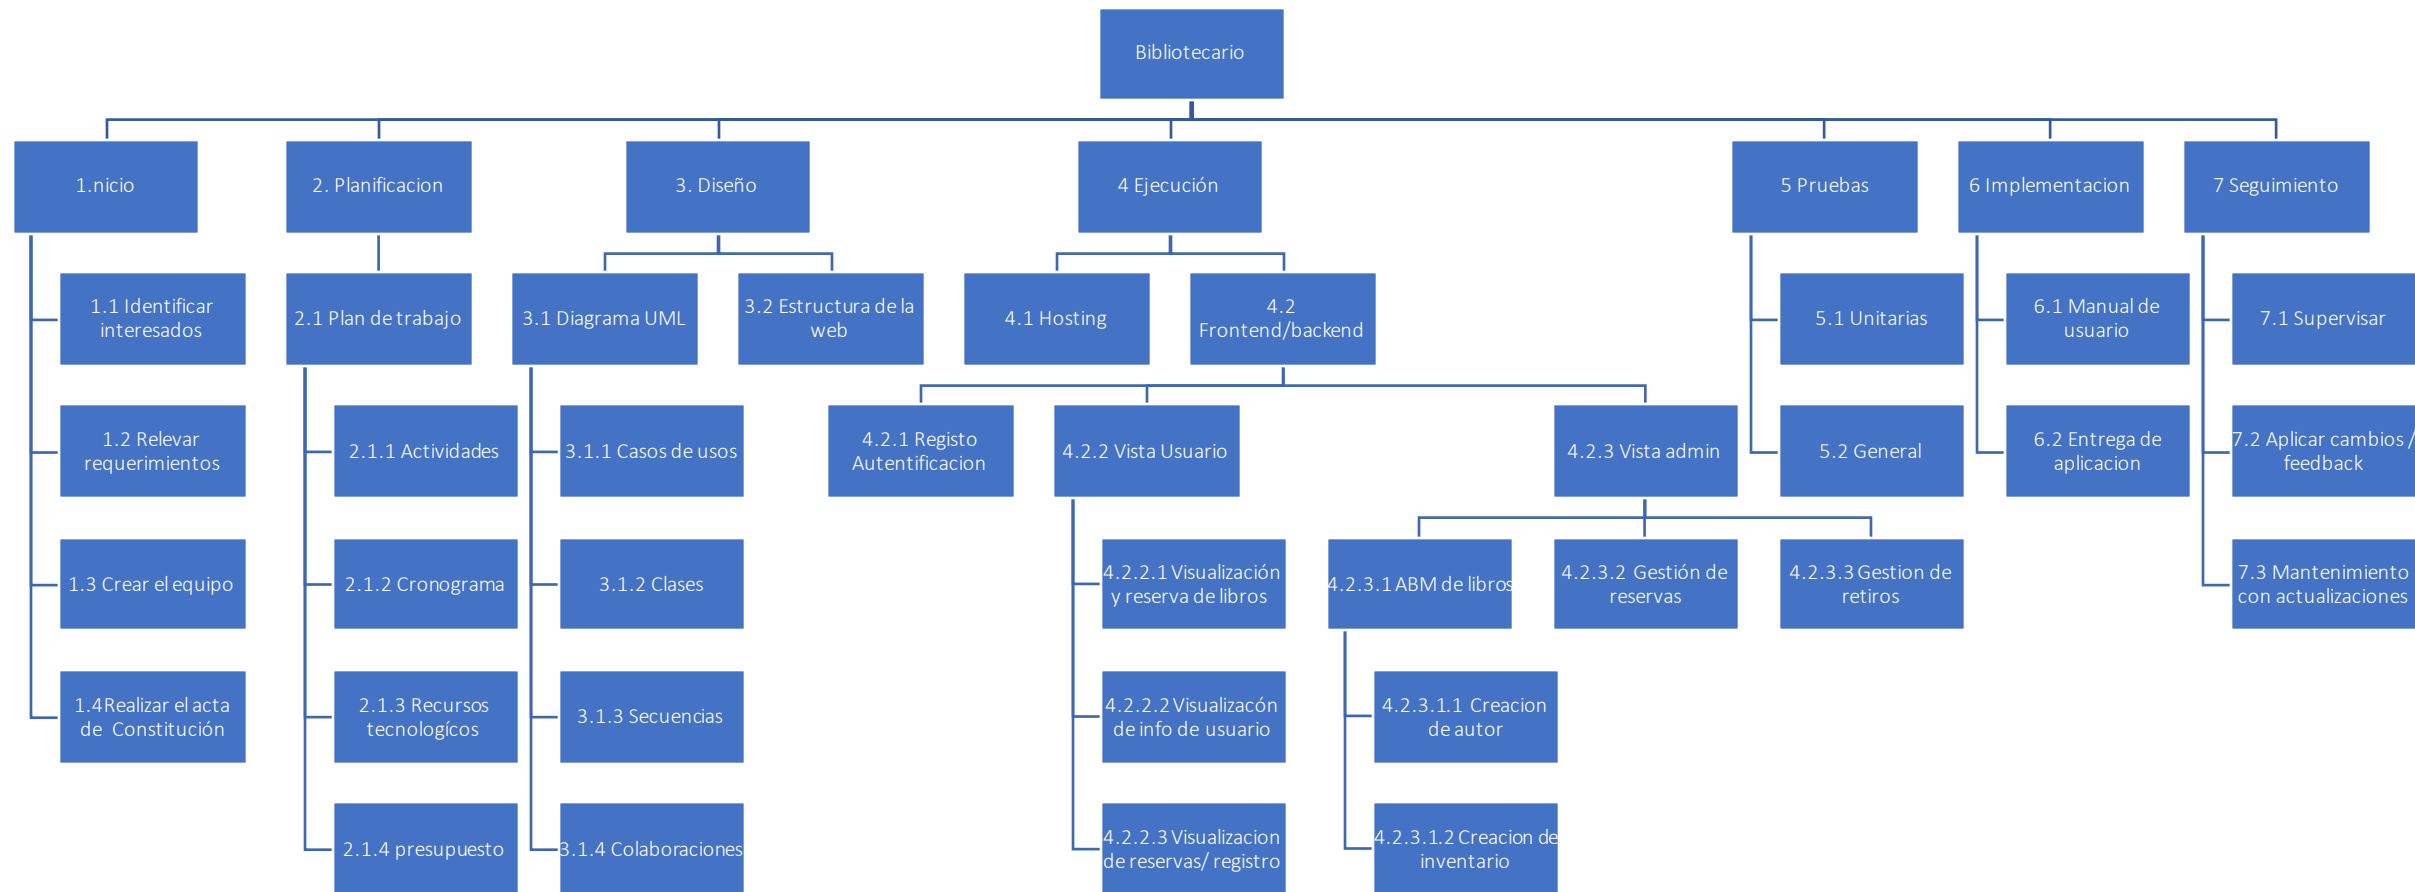 Bibliotecario
1.nicio
2. Planificacion
3. Diseño
4 Ejecución
5 Pruebas
6 Implementacion
7 Seguimiento
1.1 Identificar
interesados
2.1 Plan de trabajo
3.1 Diagrama UML
3.2 Estructura de la
web
4.1 Hosting
4.2
Frontend/backend
5.1 Unitarias
6.1 Manual de
usuario
7.1 Supervisar
1.2 Relevar
requerimientos
2.1.1 Actividades
3.1.1 Casos de usos
4.2.1 Registo
Autentificacion
4.2.2 Vista Usuario
4.2.3 Vista admin
5.2 General
6.2 Entrega de
aplicacion
7.2 Aplicar cambios /
feedback
1.3 Crear el equipo
2.1.2 Cronograma
3.1.2 Clases
4.2.2.1 Visualización
y reserva de libros
4.2.3.1 ABM de libros
4.2.3.2 Gestión de
reservas
4.2.3.3 Gestion de
retiros
7.3 Mantenimiento
con actualizaciones
1.4Realizar el acta
de Constitución
2.1.3 Recursos
tecnologícos
3.1.3 Secuencias
4.2.2.2 Visualizacón
de info de usuario
4.2.3.1.1 Creacion
de autor
2.1.4 presupuesto
3.1.4 Colaboraciones
4.2.2.3 Visualizacion
de reservas/ registro
4.2.3.1.2 Creacion de
inventario